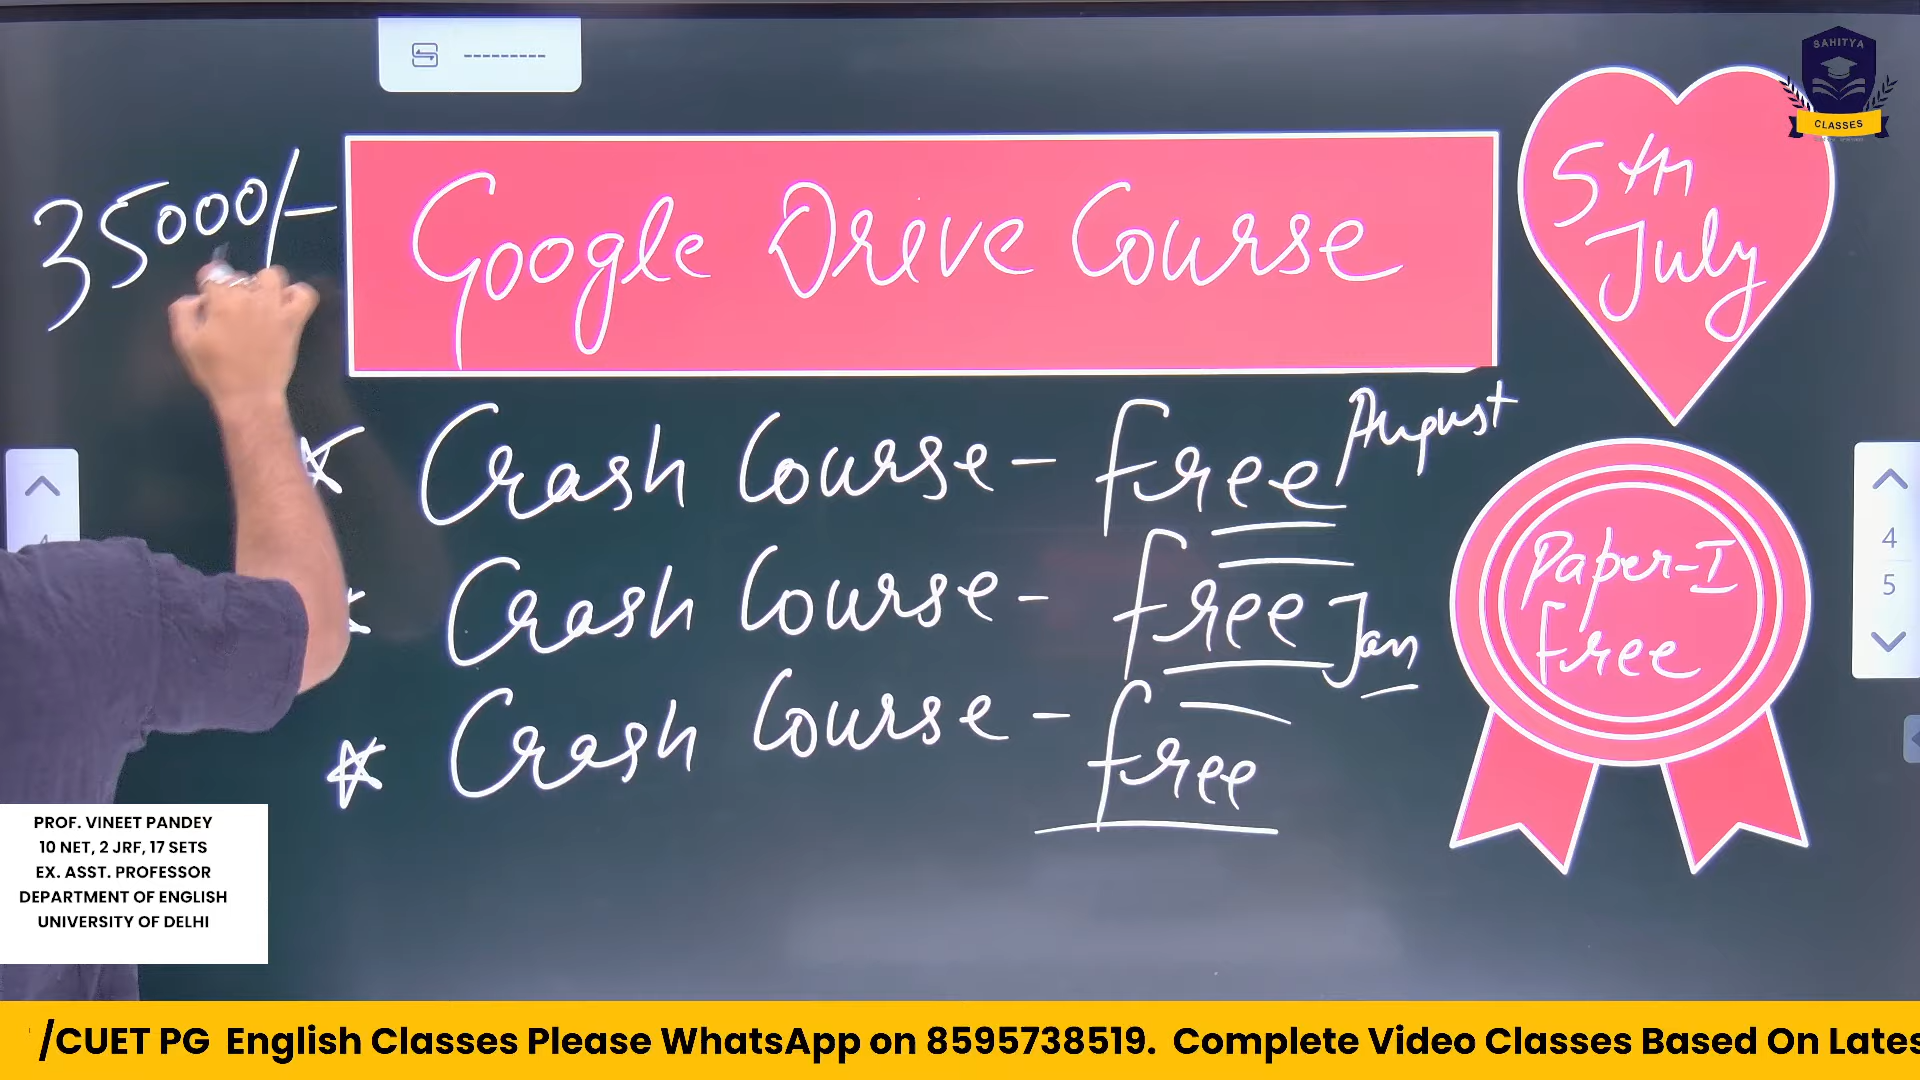 SAHITYA
CLASSES
35000/-
Google Drive Course
5th
July
Crash Course - free August
Crash Course - free Jan
Crash Course - free
Paper-I
free
4
5
PROF. VINEET PANDEY
10 NET, 2 JRF, 17 SETS
EX. ASST. PROFESSOR
DEPARTMENT OF ENGLISH
UNIVERSITY OF DELHI
/CUET PG English Classes Please WhatsApp on 8595738519. Complete Video Classes Based On Lates